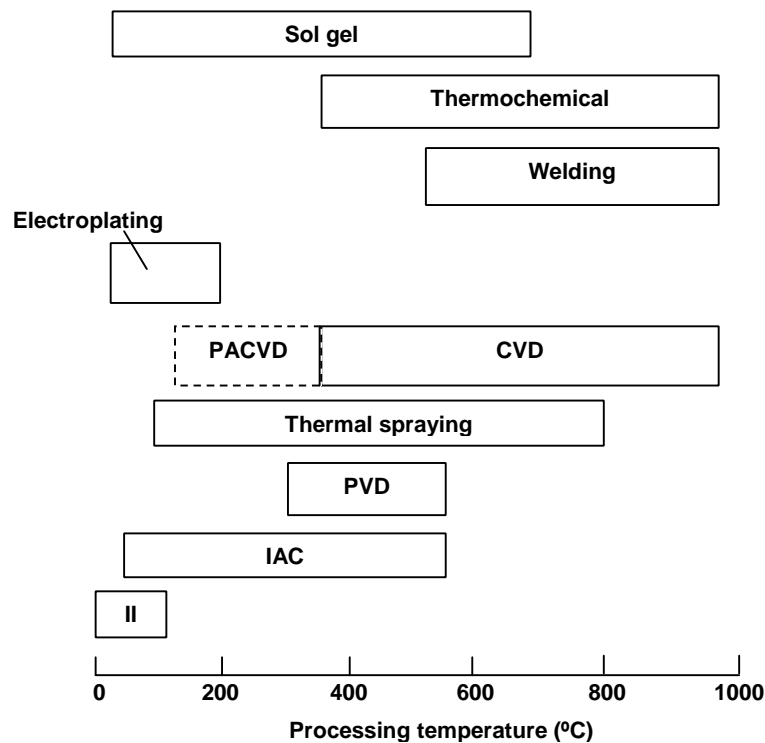 Sol gel
Thermochemical
Welding
Electroplating
PACVD CVD
Thermal spraying
PVD
IAC
II
0 200 400 600 800 1000
Processing temperature (ºC)